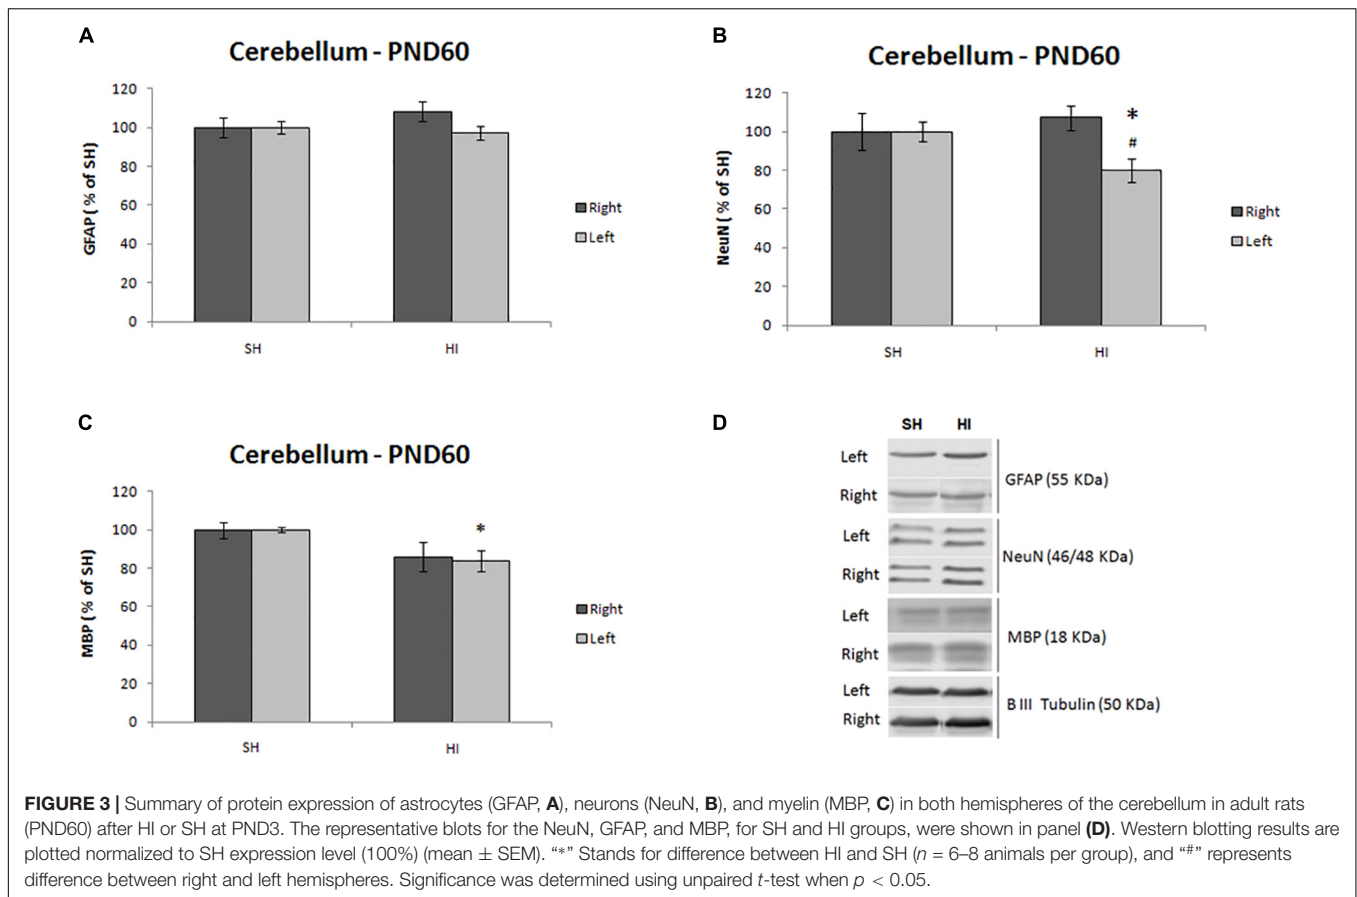 A
Cerebellum - PND60
GFAP ( % of SH)
120
100
80
60
40
20
0
SH
HI
Right
Left
B
Cerebellum - PND60
NeuN ( % of SH)
120
100
80
60
40
20
0
*
#
SH
HI
Right
Left
C
Cerebellum - PND60
MBP ( % of SH)
120
100
80
60
40
20
0
*
SH
HI
Right
Left
D
SH HI
Left
Right
GFAP (55 KDa)
Left
Right
NeuN (46/48 KDa)
Left
Right
MBP (18 KDa)
Left
Right
B III Tubulin (50 KDa)
FIGURE 3 | Summary of protein expression of astrocytes (GFAP, A), neurons (NeuN, B), and myelin (MBP, C) in both hemispheres of the cerebellum in adult rats
(PND60) after HI or SH at PND3. The representative blots for the NeuN, GFAP, and MBP, for SH and HI groups, were shown in panel (D). Western blotting results are
plotted normalized to SH expression level (100%) (mean ± SEM). “*” Stands for difference between HI and SH (n = 6–8 animals per group), and “#” represents
difference between right and left hemispheres. Significance was determined using unpaired t-test when p < 0.05.